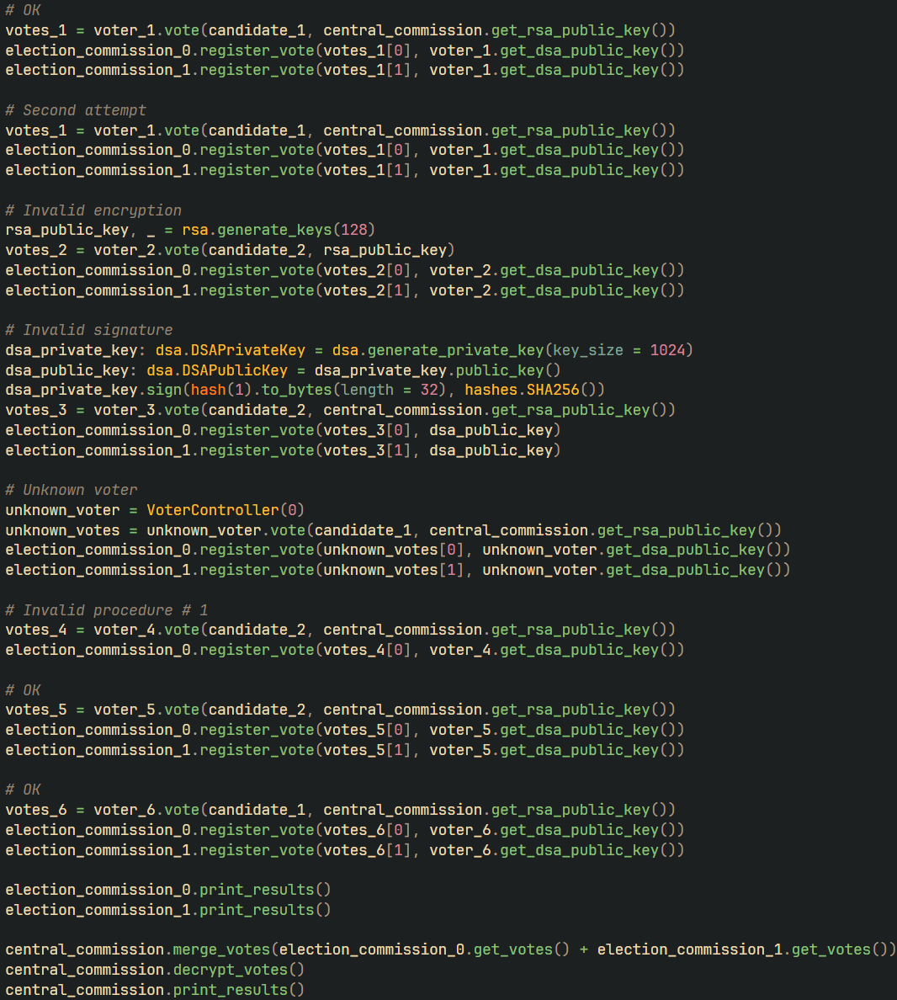 # OK
votes_1 = voter_1.vote(candidate_1, central_commission.get_rsa_public_key())
election_commission_0.register_vote(votes_1[0], voter_1.get_dsa_public_key())
election_commission_1.register_vote(votes_1[1], voter_1.get_dsa_public_key())

# Second attempt
votes_1 = voter_1.vote(candidate_1, central_commission.get_rsa_public_key())
election_commission_0.register_vote(votes_1[0], voter_1.get_dsa_public_key())
election_commission_1.register_vote(votes_1[1], voter_1.get_dsa_public_key())

# Invalid encryption
rsa_public_key, _ = rsa.generate_keys(128)
votes_2 = voter_2.vote(candidate_2, rsa_public_key)
election_commission_0.register_vote(votes_2[0], voter_2.get_dsa_public_key())
election_commission_1.register_vote(votes_2[1], voter_2.get_dsa_public_key())

# Invalid signature
dsa_private_key: dsa.DSAPrivateKey = dsa.generate_private_key(key_size = 1024)
dsa_public_key: dsa.DSAPublicKey = dsa_private_key.public_key()
dsa_private_key.sign(hash(1).to_bytes(length = 32), hashes.SHA256())
votes_3 = voter_3.vote(candidate_2, central_commission.get_rsa_public_key())
election_commission_0.register_vote(votes_3[0], dsa_public_key)
election_commission_1.register_vote(votes_3[1], dsa_public_key)

# Unknown voter
unknown_voter = VoterController(0)
unknown_votes = unknown_voter.vote(candidate_1, central_commission.get_rsa_public_key())
election_commission_0.register_vote(unknown_votes[0], unknown_voter.get_dsa_public_key())
election_commission_1.register_vote(unknown_votes[1], unknown_voter.get_dsa_public_key())

# Invalid procedure # 1
votes_4 = voter_4.vote(candidate_2, central_commission.get_rsa_public_key())
election_commission_0.register_vote(votes_4[0], voter_4.get_dsa_public_key())

# OK
votes_5 = voter_5.vote(candidate_2, central_commission.get_rsa_public_key())
election_commission_0.register_vote(votes_5[0], voter_5.get_dsa_public_key())
election_commission_1.register_vote(votes_5[1], voter_5.get_dsa_public_key())

# OK
votes_6 = voter_6.vote(candidate_1, central_commission.get_rsa_public_key())
election_commission_0.register_vote(votes_6[0], voter_6.get_dsa_public_key())
election_commission_1.register_vote(votes_6[1], voter_6.get_dsa_public_key())

election_commission_0.print_results()
election_commission_1.print_results()

central_commission.merge_votes(election_commission_0.get_votes() + election_commission_1.get_votes())
central_commission.decrypt_votes()
central_commission.print_results()